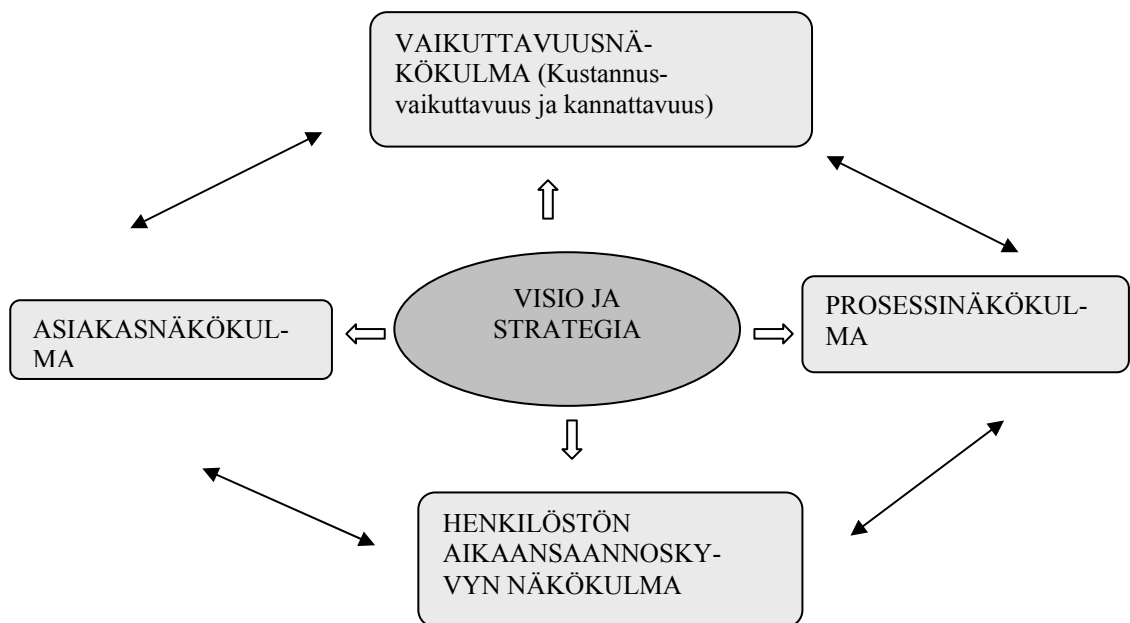 VAIKUTTAVUUSNÄ-
KÖKULMA (Kustannus-
vaikuttavuus ja kannattavuus)
VISIO JA
STRATEGIA
ASIAKASNÄKÖKUL-
MA
PROSESSINÄKÖKUL-
MA
HENKILÖSTÖN
AIKAANSAANNOSKY-
VYN NÄKÖKULMA